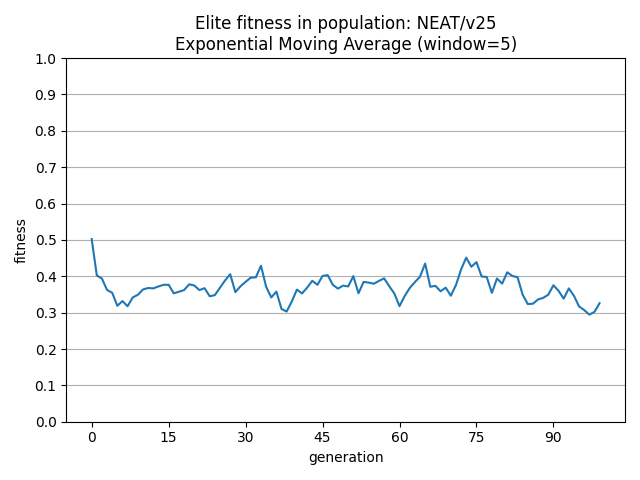 Elite fitness in population: NEAT/v25
Exponential Moving Average (window=5)
1.0
0.9
0.8
0.7
0.6
0.5
0.4
0.3
0.2
0.1
0.0
fitness
0 15 30 45 60 75 90
generation